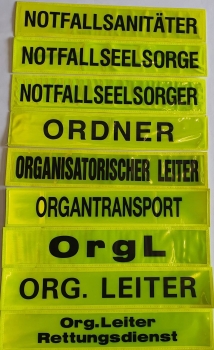 NOTFALLSANITÄTER
NOTFALLSEELSORGE
NOTFALLSEELSORGER
ORDNER
ORGANISATORISCHER LEITER
ORGANTRANSPORT
OrgL
ORG. LEITER
Org.Leiter
Rettungsdienst